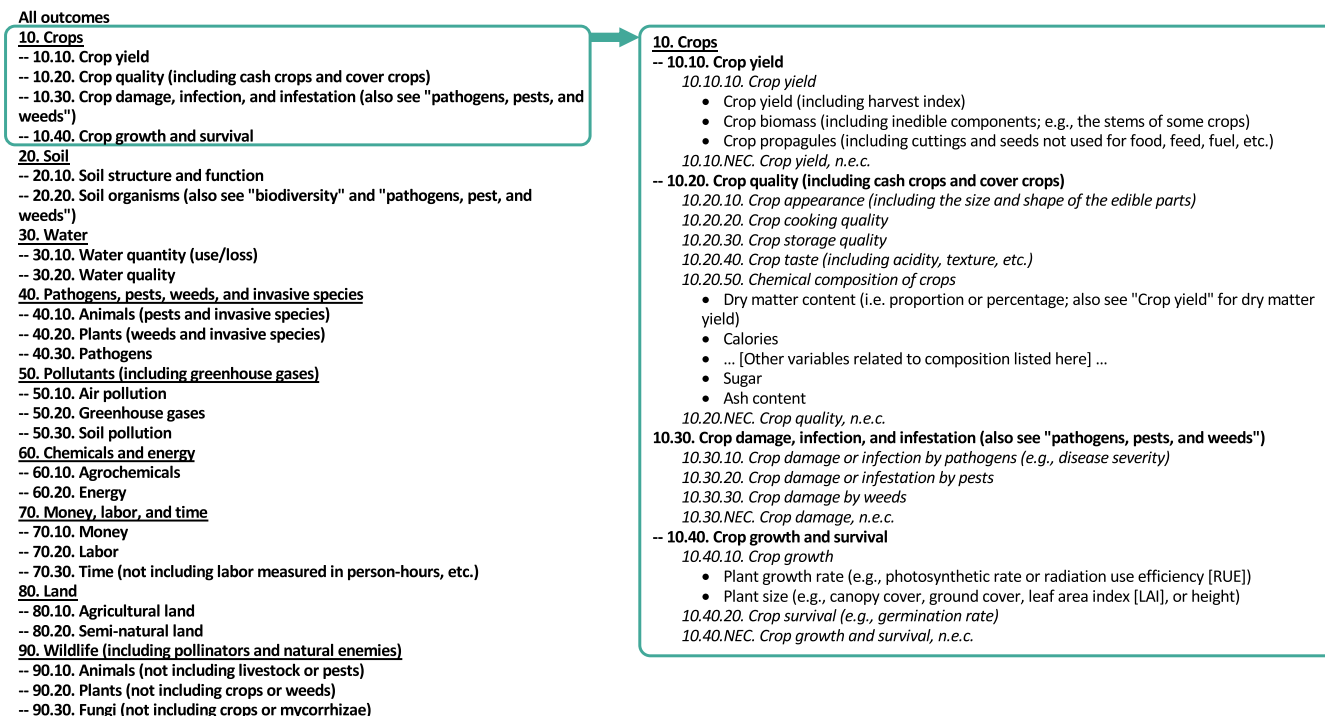 All outcomes
10. Crops
-- 10.10. Crop yield
-- 10.20. Crop quality (including cash crops and cover crops)
-- 10.30. Crop damage, infection, and infestation (also see "pathogens, pests, and
weeds")
-- 10.40. Crop growth and survival
20. Soil
-- 20.10. Soil structure and function
-- 20.20. Soil organisms (also see "biodiversity" and "pathogens, pest, and
weeds")
30. Water
-- 30.10. Water quantity (use/loss)
-- 30.20. Water quality
40. Pathogens, pests, weeds, and invasive species
-- 40.10. Animals (pests and invasive species)
-- 40.20. Plants (weeds and invasive species)
-- 40.30. Pathogens
50. Pollutants (including greenhouse gases)
-- 50.10. Air pollution
-- 50.20. Greenhouse gases
-- 50.30. Soil pollution
60. Chemicals and energy
-- 60.10. Agrochemicals
-- 60.20. Energy
70. Money, labor, and time
-- 70.10. Money
-- 70.20. Labor
-- 70.30. Time (not including labor measured in person-hours, etc.)
80. Land
-- 80.10. Agricultural land
-- 80.20. Semi-natural land
90. Wildlife (including pollinators and natural enemies)
-- 90.10. Animals (not including livestock or pests)
-- 90.20. Plants (not including crops or weeds)
-- 90.30. Fungi (not including crops or mycorrhizae)
10. Crops
-- 10.10. Crop yield
10.10.10. Crop yield
• Crop yield (including harvest index)
• Crop biomass (including inedible components; e.g., the stems of some crops)
• Crop propagules (including cuttings and seeds not used for food, feed, fuel, etc.)
10.10.NEC. Crop yield, n.e.c.
-- 10.20. Crop quality (including cash crops and cover crops)
10.20.10. Crop appearance (including the size and shape of the edible parts)
10.20.20. Crop cooking quality
10.20.30. Crop storage quality
10.20.40. Crop taste (including acidity, texture, etc.)
10.20.50. Chemical composition of crops
• Dry matter content (i.e. proportion or percentage; also see "Crop yield" for dry matter
yield)
• Calories
• ... [Other variables related to composition listed here] ...
• Sugar
• Ash content
10.20.NEC. Crop quality, n.e.c.
10.30. Crop damage, infection, and infestation (also see "pathogens, pests, and weeds")
10.30.10. Crop damage or infection by pathogens (e.g., disease severity)
10.30.20. Crop damage or infestation by pests
10.30.30. Crop damage by weeds
10.30.NEC. Crop damage, n.e.c.
-- 10.40. Crop growth and survival
10.40.10. Crop growth
• Plant growth rate (e.g., photosynthetic rate or radiation use efficiency [RUE])
• Plant size (e.g., canopy cover, ground cover, leaf area index [LAI], or height)
10.40.20. Crop survival (e.g., germination rate)
10.40.NEC. Crop growth and survival, n.e.c.